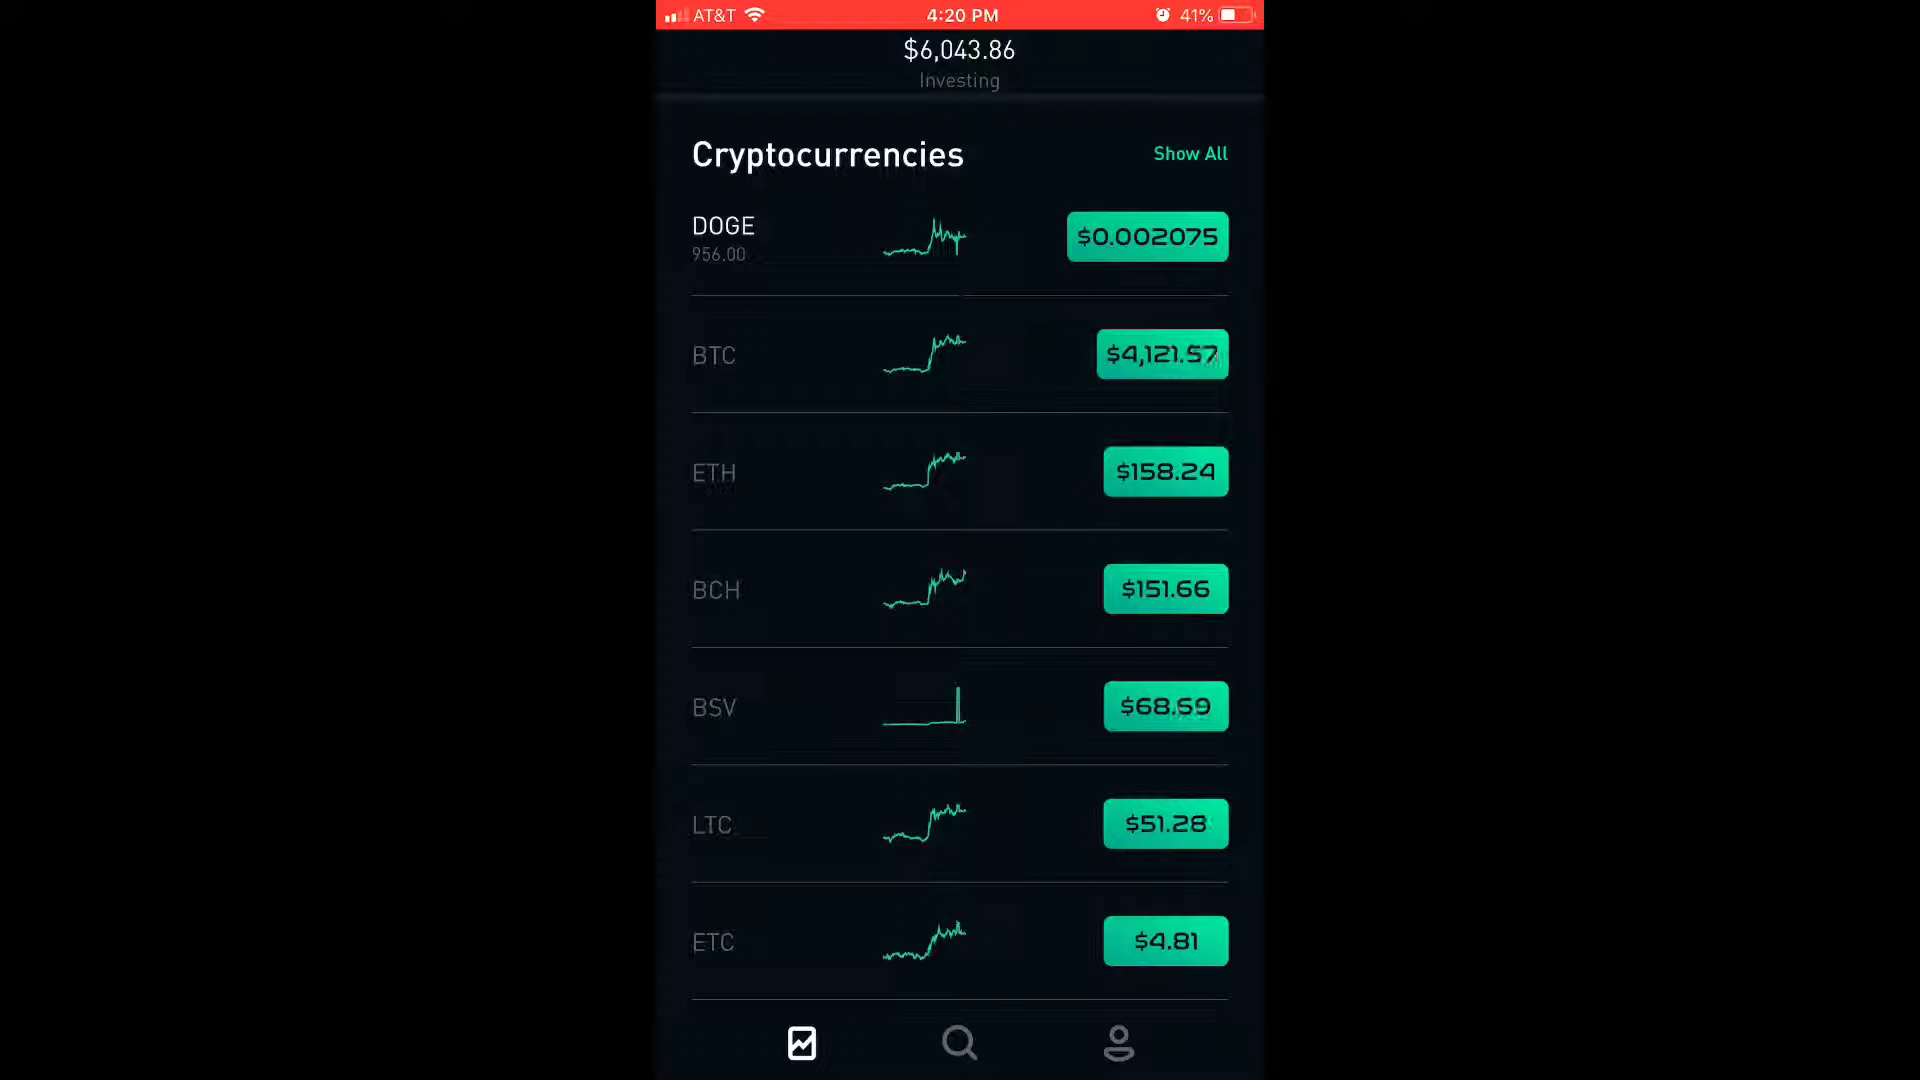 AT&T 4:20 PM 41%
$6,043.86
Investing
Cryptocurrencies Show All
DOGE $0.002075
956.00
BTC $4,121.57
ETH $158.24
BCH $151.66
BSV $68.59
LTC $51.28
ETC $4.81